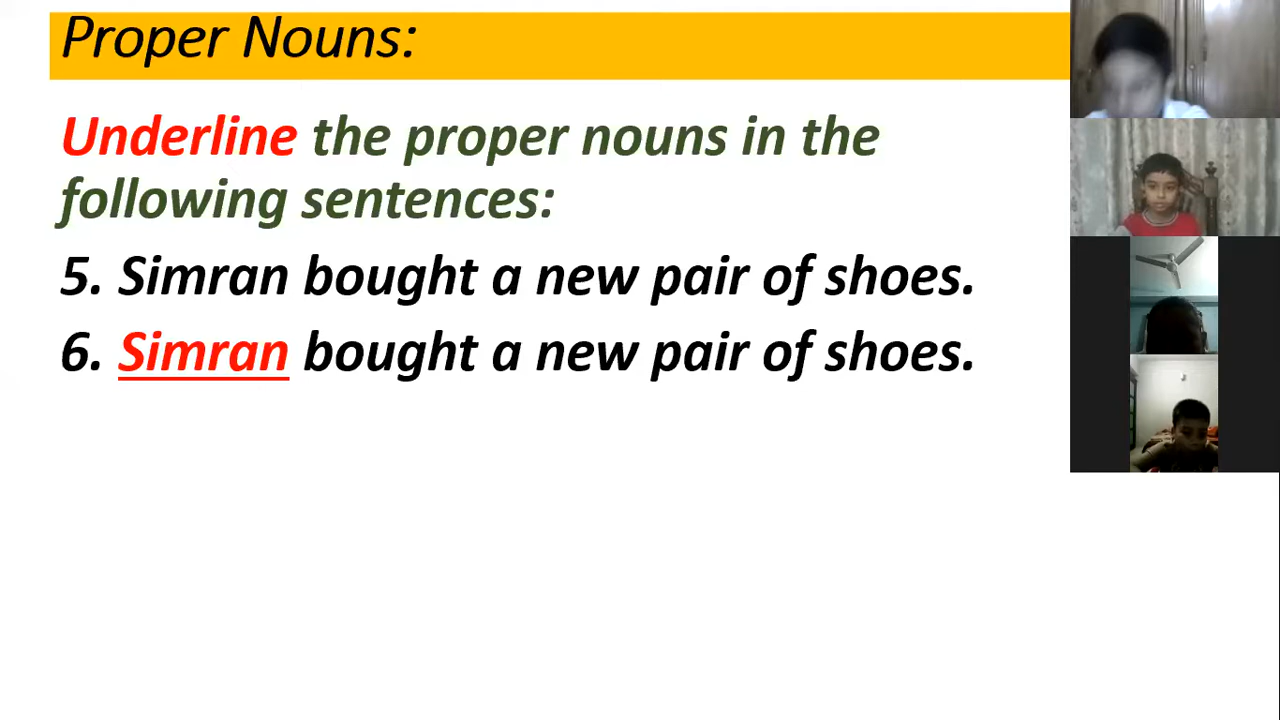 Proper Nouns:
Underline the proper nouns in the
following sentences:
5. Simran bought a new pair of shoes.
6. Simran bought a new pair of shoes.